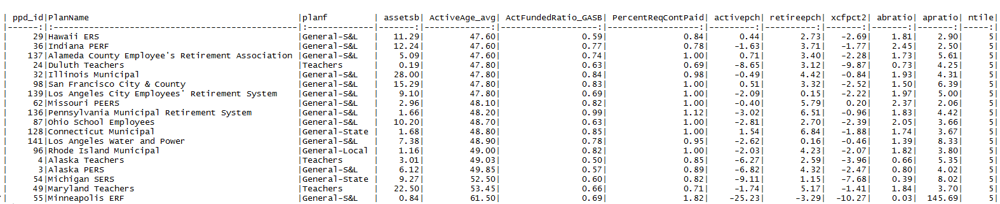 | ppd_id|PlanName |planf | assetsb| ActiveAge_avg| ActFundedRatio_GASB| PercentReqContPaid| activepch| retireepch| xcfpct2| abratio| apratio| ntile|
|------:|:------------------------------------------------|:-------------|-------:|-------------:|-------------------:|------------------:|---------:|----------:|-------:|-------:|-------:|-----:|
| 29|Hawaii ERS |General-S&L | 11.29| 47.60| 0.59| 0.84| 0.44| 2.73| -2.69| 1.81| 2.90| 5|
| 36|Indiana PERF |General-S&L | 12.24| 47.60| 0.77| 0.78| -1.63| 3.71| -1.77| 2.45| 2.50| 5|
| 137|Alameda County Employee's Retirement Association |General-S&L | 5.09| 47.60| 0.74| 1.00| 0.71| 3.40| -2.28| 1.73| 5.61| 5|
| 24|Duluth Teachers |Teachers | 0.19| 47.80| 0.63| 0.69| -8.65| 3.12| -9.87| 0.73| 4.25| 5|
| 32|Illinois Municipal |General-S&L | 28.00| 47.80| 0.84| 0.98| -0.49| 4.42| -0.84| 1.93| 4.31| 5|
| 98|San Francisco City & County |General-S&L | 15.29| 47.80| 0.83| 1.00| 0.51| 3.32| -2.52| 1.50| 6.39| 5|
| 139|Los Angeles City Employees' Retirement System |General-S&L | 9.10| 47.80| 0.69| 1.00| -2.09| 0.15| -2.22| 1.97| 5.00| 5|
| 62|Missouri PEERS |General-S&L | 2.96| 48.10| 0.82| 1.00| -0.40| 5.79| 0.20| 2.37| 2.06| 5|
| 136|Pennsylvania Municipal Retirement System |General-S&L | 1.66| 48.20| 0.99| 1.12| -3.02| 6.51| -0.96| 1.83| 4.42| 5|
| 87|Ohio School Employees |General-S&L | 10.20| 48.70| 0.63| 1.00| -2.81| 2.70| -2.39| 2.05| 3.66| 5|
| 128|Connecticut Municipal |General-State | 1.68| 48.80| 0.85| 1.00| 1.54| 6.84| -1.88| 1.74| 3.67| 5|
| 141|Los Angeles Water and Power |General-S&L | 7.38| 48.90| 0.78| 0.95| -2.62| 0.16| -0.46| 1.39| 8.33| 5|
| 96|Rhode Island Municipal |General-Local | 1.16| 49.00| 0.82| 1.00| -2.03| 4.23| -2.07| 1.82| 3.80| 5|
| 4|Alaska Teachers |Teachers | 3.01| 49.03| 0.50| 0.85| -6.27| 2.59| -3.96| 0.66| 5.35| 5|
| 3|Alaska PERS |General-S&L | 6.12| 49.85| 0.57| 0.89| -6.82| 4.32| -2.47| 0.80| 4.02| 5|
| 54|Michigan SERS |General-State | 9.27| 52.50| 0.60| 0.82| -9.11| 1.15| -7.68| 0.39| 8.02| 5|
| 49|Maryland Teachers |Teachers | 22.50| 53.45| 0.66| 0.71| -1.74| 5.17| -1.41| 1.84| 3.70| 5|
| 55|Minneapolis ERF |General-S&L | 0.84| 61.50| 0.69| 1.82| -25.23| -3.29| -10.27| 0.03| 145.69| 5|